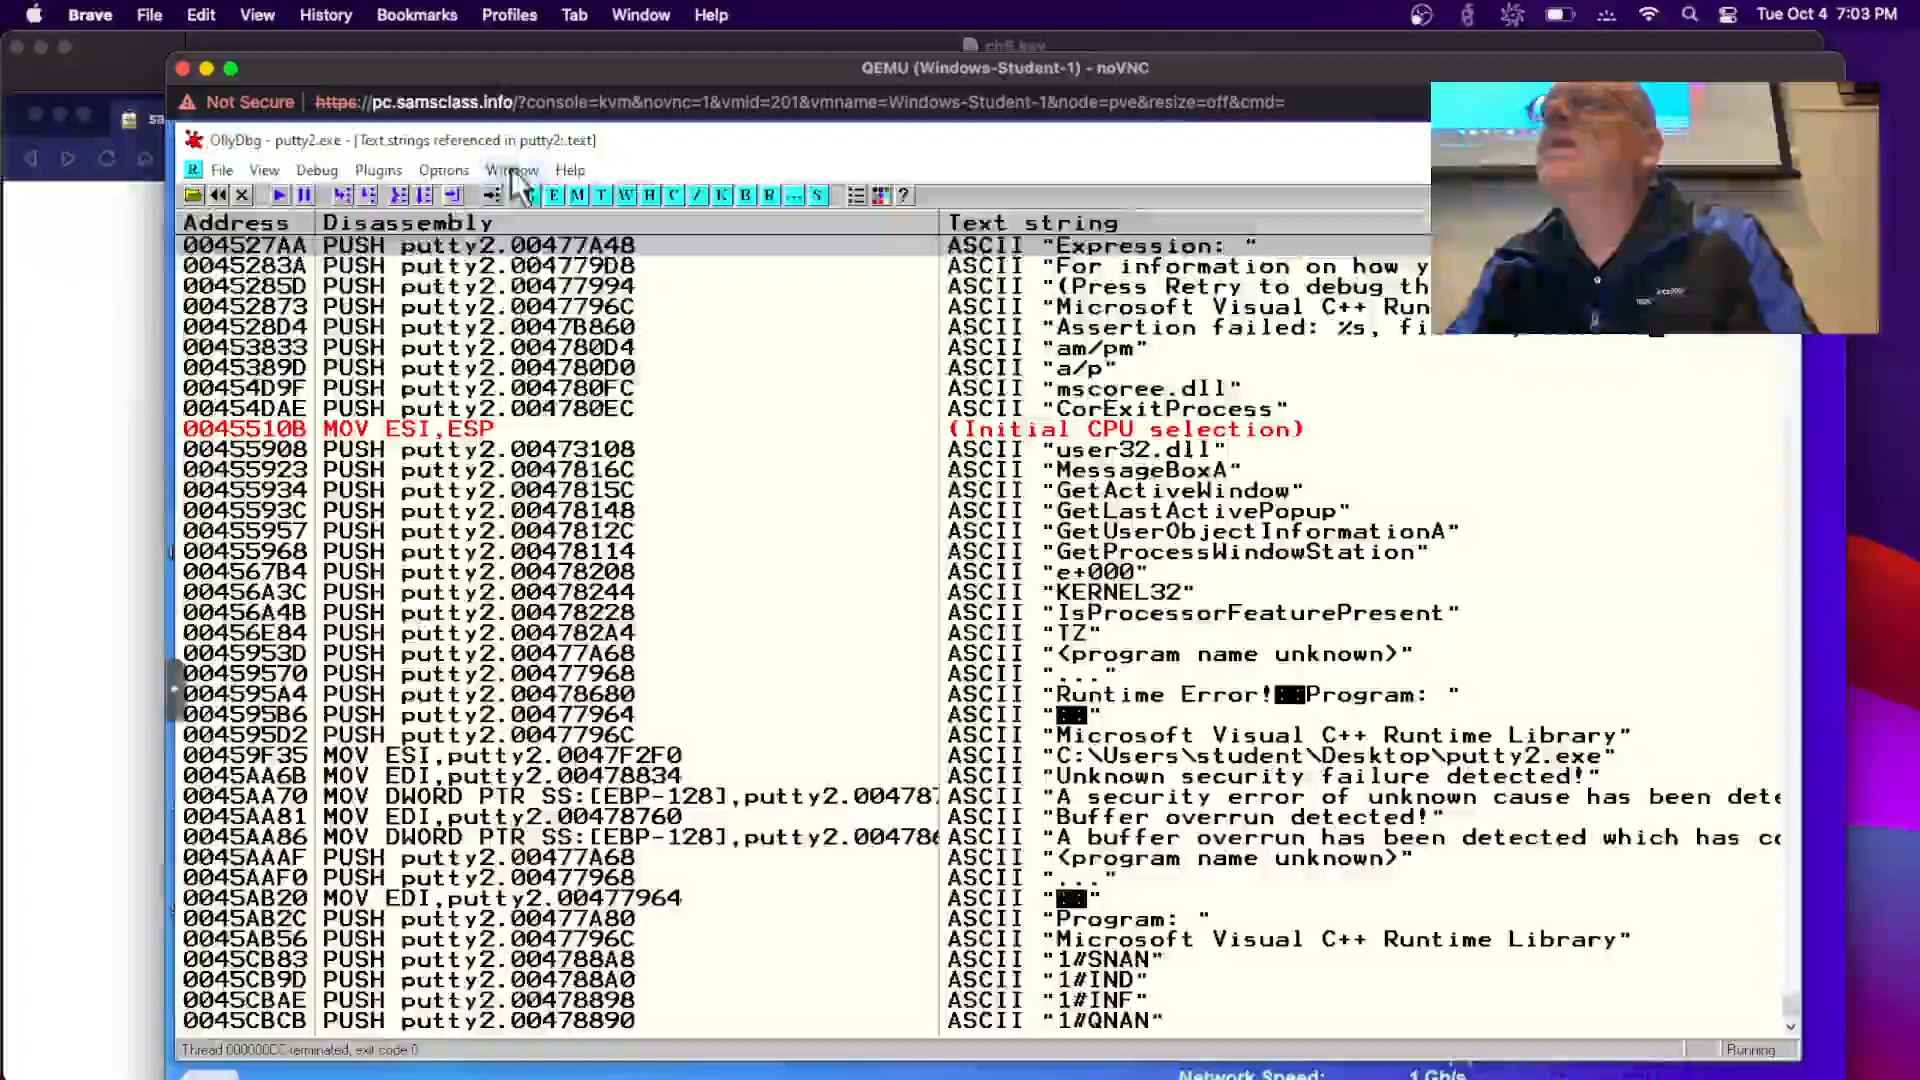 Brave File Edit View History Bookmarks Profiles Tab Window Help Tue Oct 4 7:03 PM
ch5.key
QEMU (Windows-Student-1) - noVNC
Not Secure https://pc.samsclass.info/?console=kvm&novnc=1&vmid=201&vmname=Windows-Student-1&node=pve&resize=off&cmd=
OllyDbg - putty2.exe - [Text strings referenced in putty2:.text]
R File View Debug Plugins Options Window Help
E M T W H C / K B R ... S ?
Address Disassembly Text string
004527AA PUSH putty2.00477A48 ASCII "Expression: "
0045283A PUSH putty2.004779D8 ASCII "For information on how y
0045285D PUSH putty2.00477994 ASCII "(Press Retry to debug th
00452873 PUSH putty2.0047796C ASCII "Microsoft Visual C++ Run
004528D4 PUSH putty2.0047B860 ASCII "Assertion failed: %s, fi
00453833 PUSH putty2.004780D4 ASCII "am/pm"
0045389D PUSH putty2.004780D0 ASCII "a/p"
00454D9F PUSH putty2.004780FC ASCII "mscoree.dll"
00454DAE PUSH putty2.004780EC ASCII "CorExitProcess"
0045510B MOV ESI,ESP (Initial CPU selection)
00455908 PUSH putty2.00473108 ASCII "user32.dll"
00455923 PUSH putty2.0047816C ASCII "MessageBoxA"
00455934 PUSH putty2.0047815C ASCII "GetActiveWindow"
0045593C PUSH putty2.00478148 ASCII "GetLastActivePopup"
00455957 PUSH putty2.0047812C ASCII "GetUserObjectInformationA"
00455968 PUSH putty2.00478114 ASCII "GetProcessWindowStation"
004567B4 PUSH putty2.00478208 ASCII "e+000"
00456A3C PUSH putty2.00478244 ASCII "KERNEL32"
00456A4B PUSH putty2.00478228 ASCII "IsProcessorFeaturePresent"
00456E84 PUSH putty2.004782A4 ASCII "TZ"
0045953D PUSH putty2.00477A68 ASCII "<program name unknown>"
00459570 PUSH putty2.00477968 ASCII "..."
004595A4 PUSH putty2.00478680 ASCII "Runtime Error!Program: "
004595B6 PUSH putty2.00477964 ASCII ""
004595D2 PUSH putty2.0047796C ASCII "Microsoft Visual C++ Runtime Library"
00459F35 MOV ESI,putty2.0047F2F0 ASCII "C:\Users\student\Desktop\putty2.exe"
0045AA6B MOV EDI,putty2.00478834 ASCII "Unknown security failure detected!"
0045AA70 MOV DWORD PTR SS:[EBP-128],putty2.00478 ASCII "A security error of unknown cause has been dete
0045AA81 MOV EDI,putty2.00478760 ASCII "Buffer overrun detected!"
0045AA86 MOV DWORD PTR SS:[EBP-128],putty2.00478 ASCII "A buffer overrun has been detected which has co
0045AAAF PUSH putty2.00477A68 ASCII "<program name unknown>"
0045AAF0 PUSH putty2.00477968 ASCII "..."
0045AB20 MOV EDI,putty2.00477964 ASCII ""
0045AB2C PUSH putty2.00477A80 ASCII "Program: "
0045AB56 PUSH putty2.0047796C ASCII "Microsoft Visual C++ Runtime Library"
0045CB83 PUSH putty2.004788A8 ASCII "1#SNAN"
0045CB9D PUSH putty2.004788A0 ASCII "1#IND"
0045CBAE PUSH putty2.00478898 ASCII "1#INF"
0045CBCB PUSH putty2.00478890 ASCII "1#QNAN"
Thread 00000DCC terminated, exit code 0 Running
Network Speed: 1 Gb/s